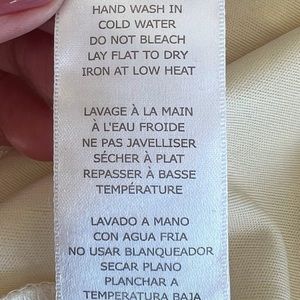 HAND WASH IN
COLD WATER
DO NOT BLEACH
LAY FLAT TO DRY
IRON AT LOW HEAT
LAVAGE À LA MAIN
À L'EAU FROIDE
NE PAS JAVELLISER
SÉCHER À PLAT
REPASSER À BASSE
TEMPÉRATURE
LAVADO A MANO
CON AGUA FRIA
NO USAR BLANQUEADOR
SECAR PLANO
PLANCHAR A
TEMPERATURA BAJA